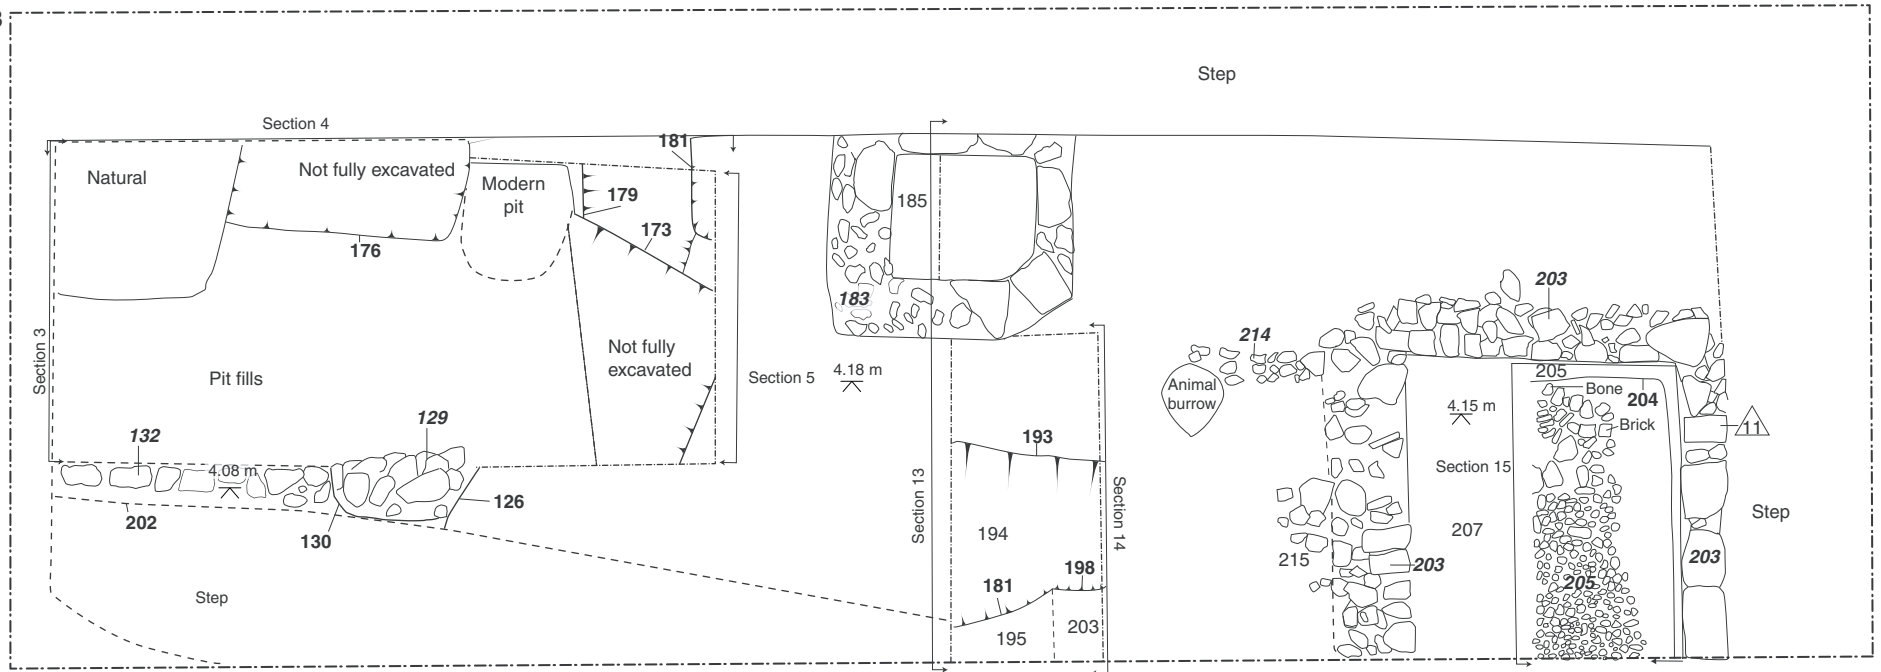 Step
Section 4
181
Natural
Not fully excavated
Modern
pit
179
185
173
176
203
183
214
Section 3
Not fully
excavated
Pit fills
Section 5
4.18 m
Animal
burrow
205
Bone
204
4.15 m
Brick
11
132
129
193
4.08 m
Section 15
126
202
130
Section 13
Section 14
194
207
Step
215
203
203
198
181
205
Step
195
203